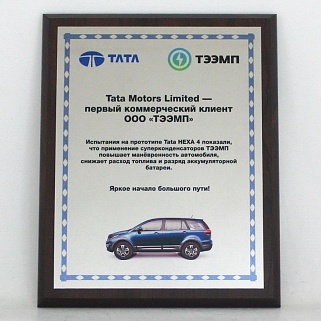 TATA ТЭЭМП
Tata Motors Limited —
первый коммерческий клиент
ООО «ТЭЭМП»
Испытания на прототипе Tata HEXA 4 показали,
что применение суперконденсаторов ТЭЭМП
повышает манёвренность автомобиля,
снижает расход топлива и разряд аккумуляторной
батареи.
Яркое начало большого пути!